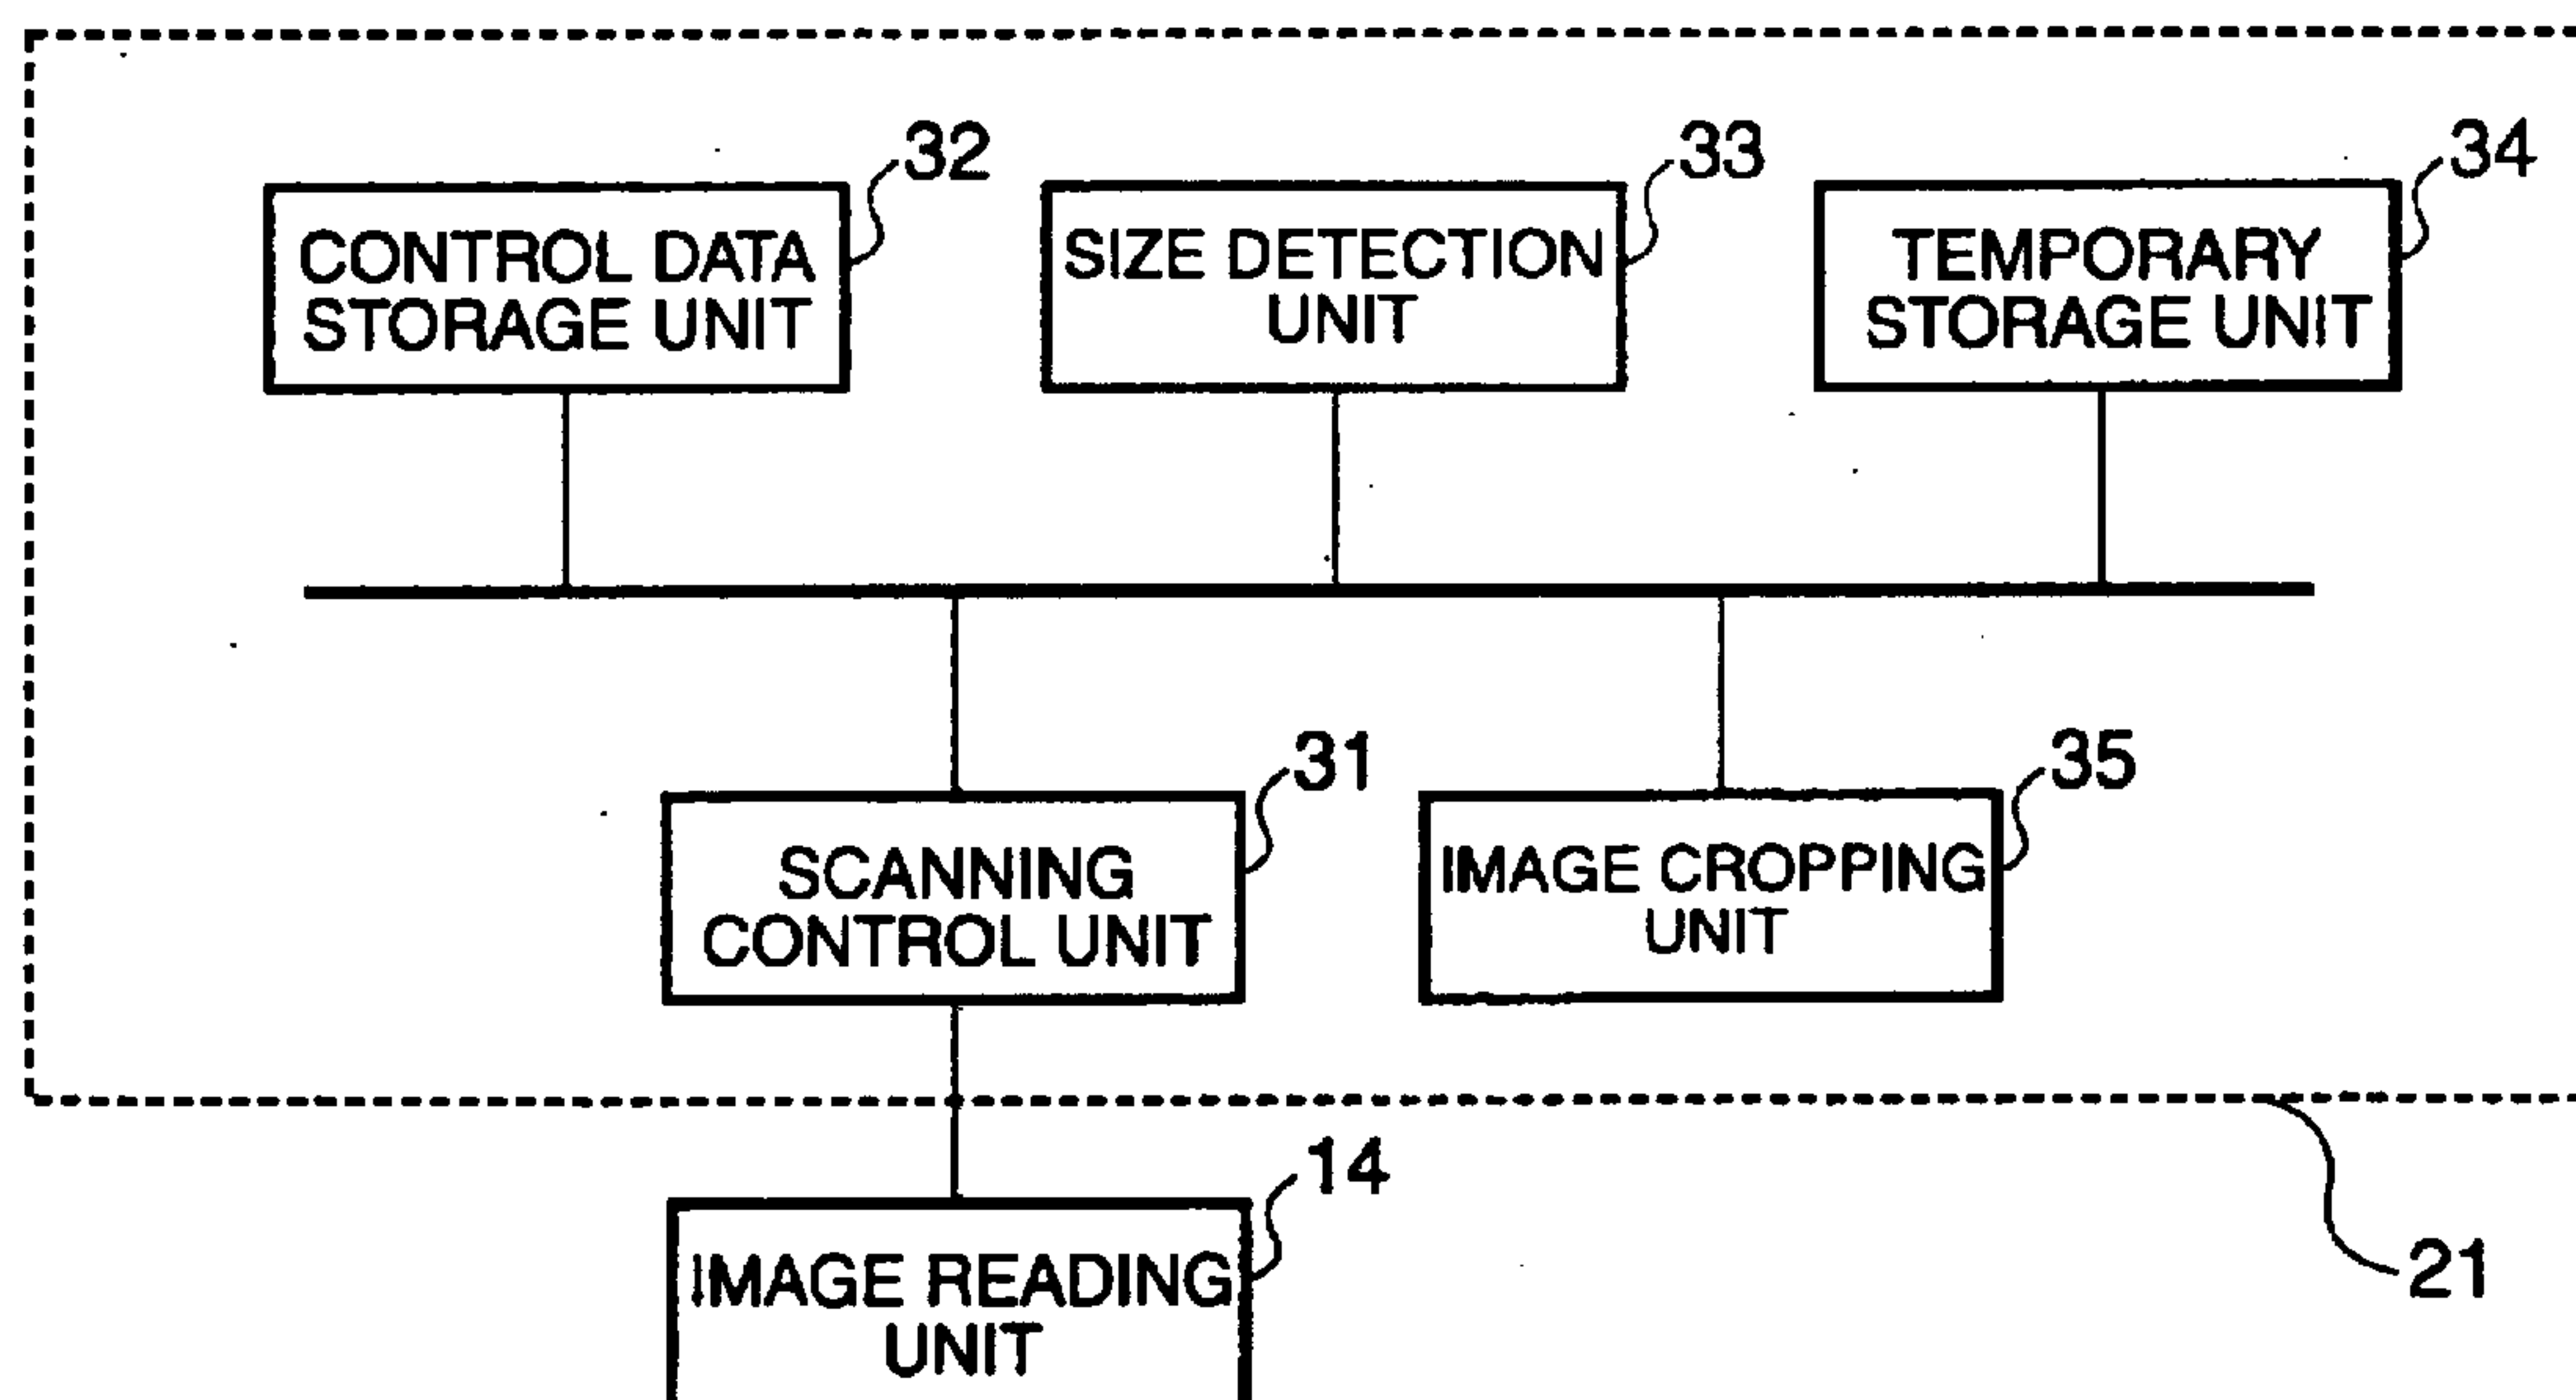 32
33
34
CONTROL DATA
STORAGE UNIT
SIZE DETECTION
UNIT
TEMPORARY
STORAGE UNIT
31
35
SCANNING
CONTROL UNIT
IMAGE CROPPING
UNIT
14
IMAGE READING
UNIT
21